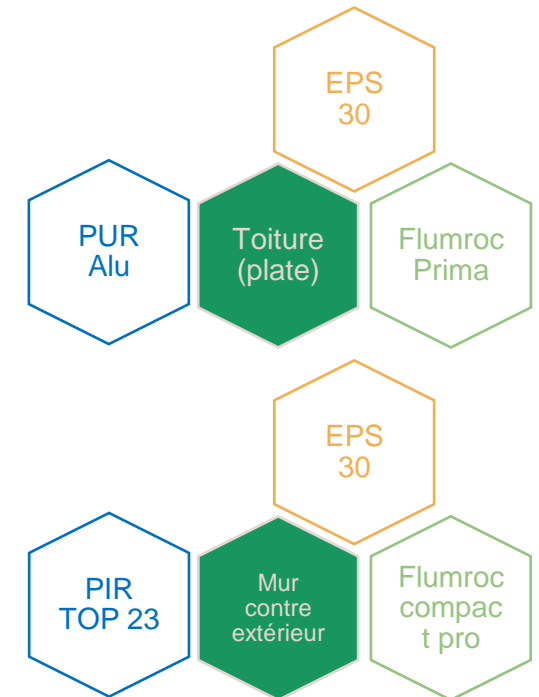 EPS
30
PUR
Alu
Toiture
(plate)
Flumroc
Prima
EPS
30
PIR
TOP 23
Mur
contre
extérieur
Flumroc
compac
t pro